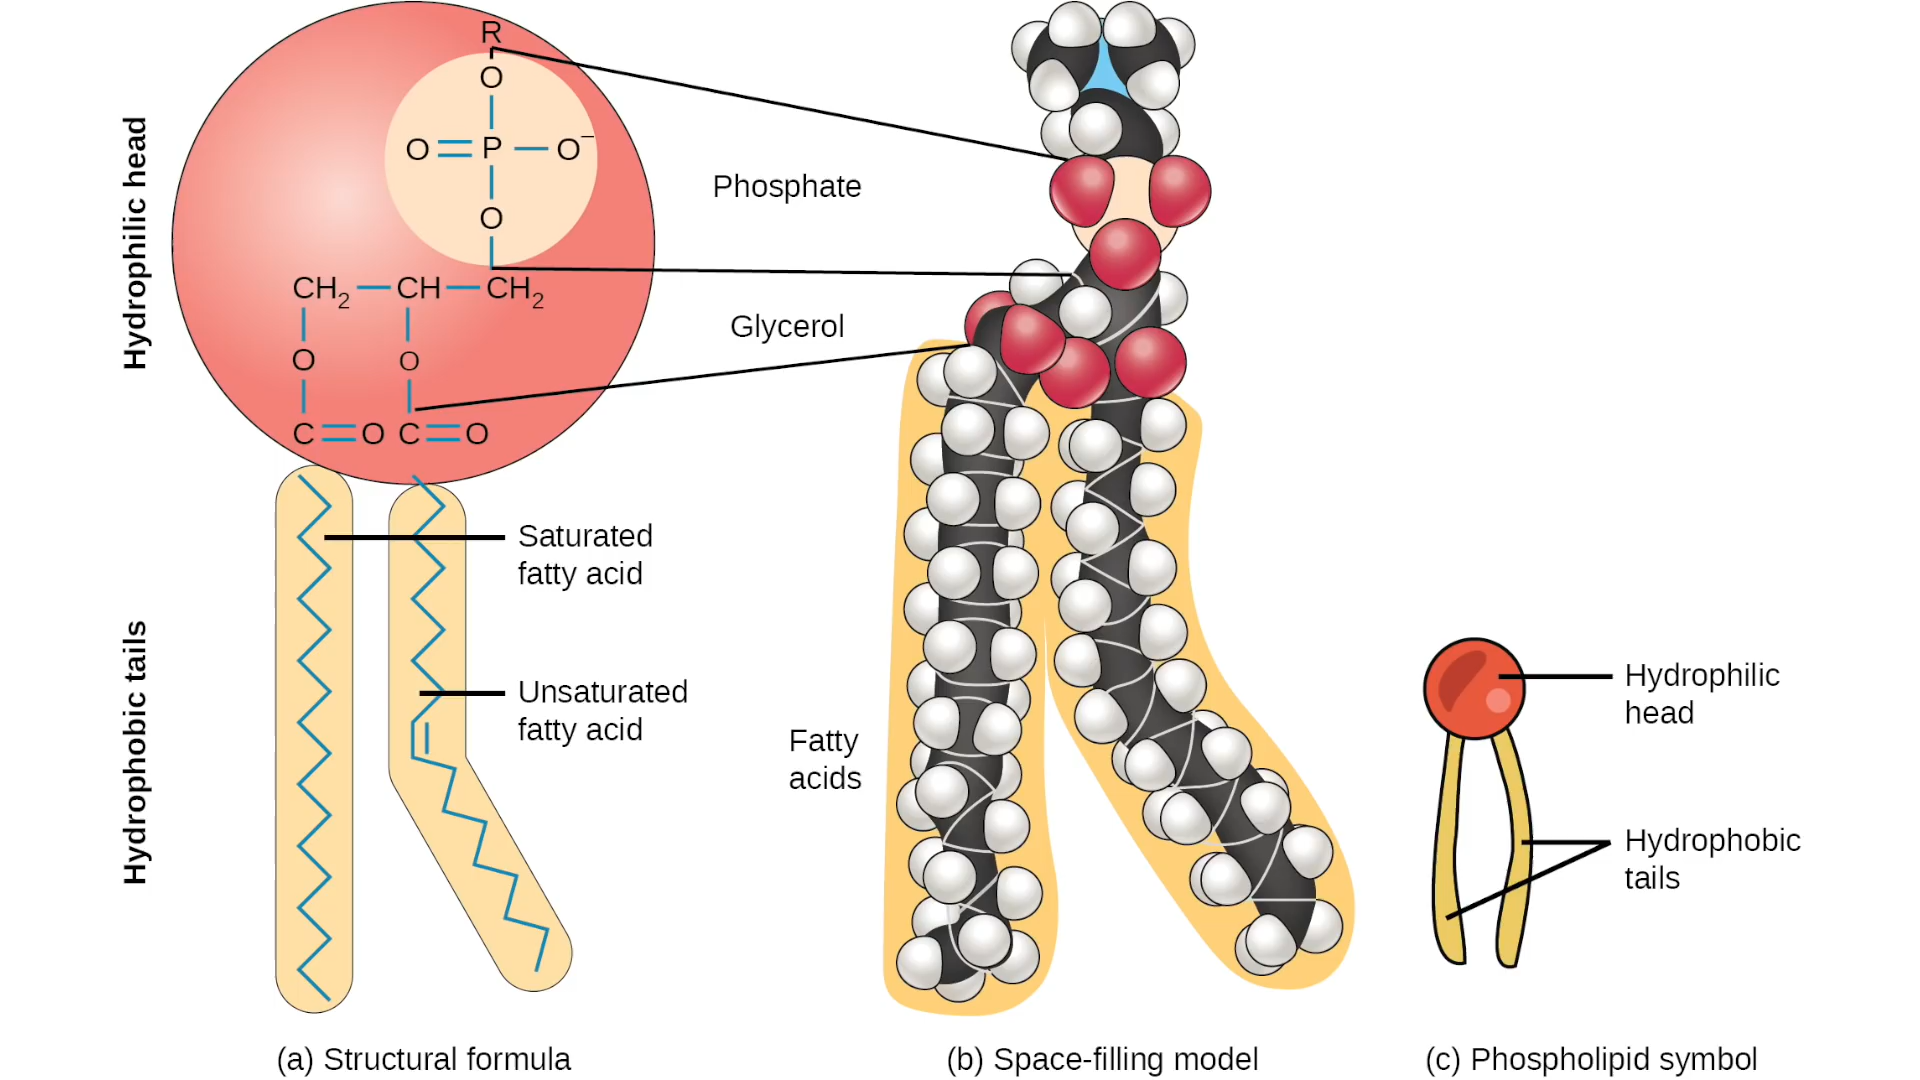 Hydrophilic head
R
O
O P O⁻
O
CH₂ CH CH₂
O O
C O C O
Phosphate
Glycerol
Hydrophobic tails
Saturated
fatty acid
Unsaturated
fatty acid
Fatty
acids
Hydrophilic
head
Hydrophobic
tails
(a) Structural formula
(b) Space-filling model
(c) Phospholipid symbol